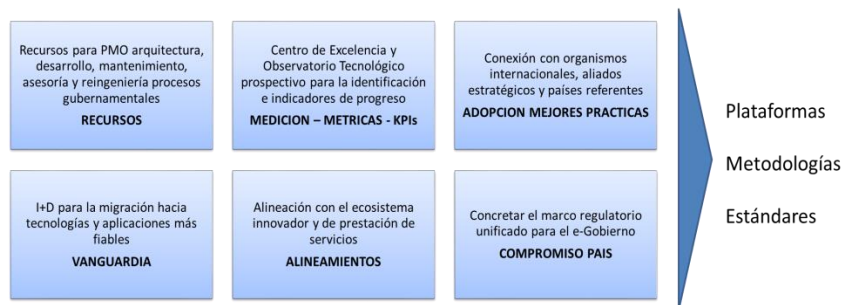 Recursos para PMO arquitectura,
desarrollo, mantenimiento,
asesoría y reingeniería procesos
gubernamentales
RECURSOS
Centro de Excelencia y
Observatorio Tecnológico
prospectivo para la identificación
e indicadores de progreso
MEDICION – METRICAS - KPIs
Conexión con organismos
internacionales, aliados
estratégicos y países referentes
ADOPCION MEJORES PRACTICAS
I+D para la migración hacia
tecnologías y aplicaciones más
fiables
VANGUARDIA
Alineación con el ecosistema
innovador y de prestación de
servicios
ALINEAMIENTOS
Concretar el marco regulatorio
unificado para el e-Gobierno
COMPROMISO PAIS
Plataformas
Metodologías
Estándares